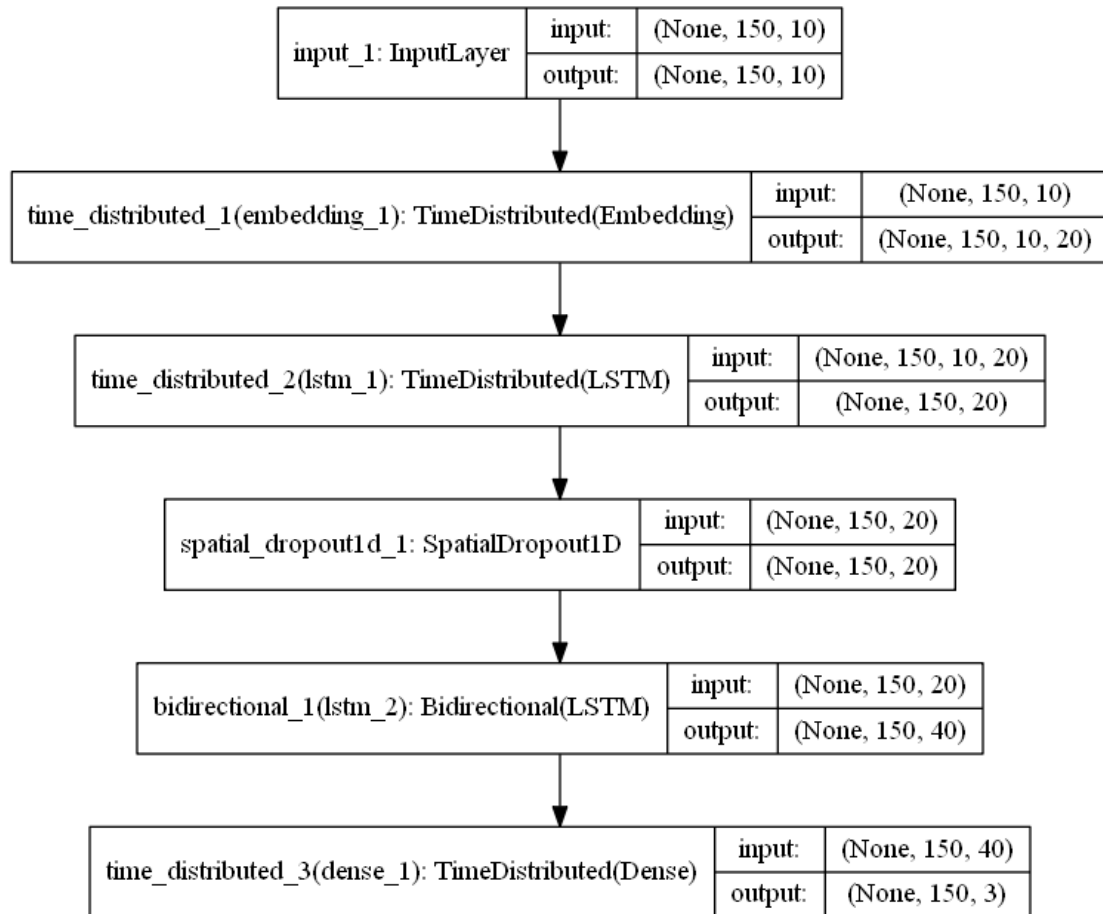 input_1: InputLayer
input: (None, 150, 10)
output: (None, 150, 10)
time_distributed_1(embedding_1): TimeDistributed(Embedding)
input: (None, 150, 10)
output: (None, 150, 10, 20)
time_distributed_2(lstm_1): TimeDistributed(LSTM)
input: (None, 150, 10, 20)
output: (None, 150, 20)
spatial_dropout1d_1: SpatialDropout1D
input: (None, 150, 20)
output: (None, 150, 20)
bidirectional_1(lstm_2): Bidirectional(LSTM)
input: (None, 150, 20)
output: (None, 150, 40)
time_distributed_3(dense_1): TimeDistributed(Dense)
input: (None, 150, 40)
output: (None, 150, 3)